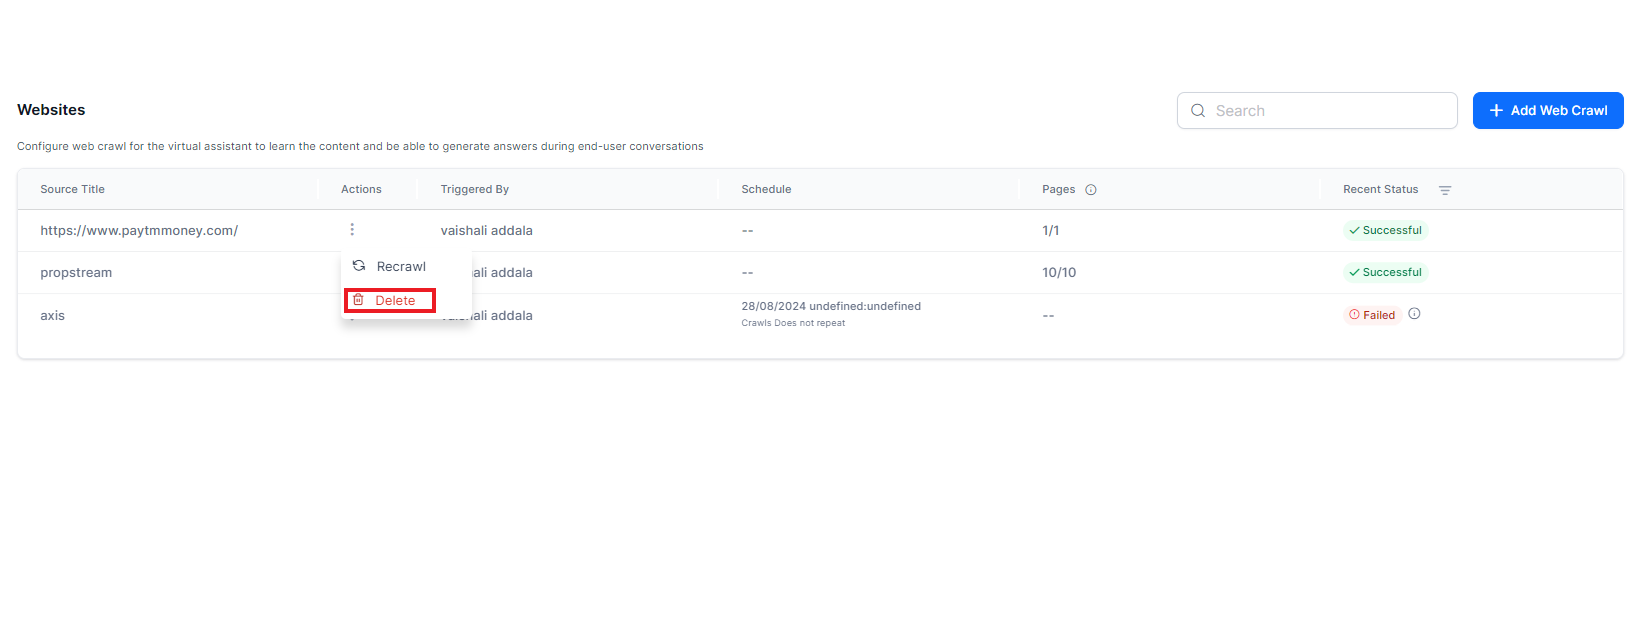 Websites
Search
Add Web Crawl
Configure web crawl for the virtual assistant to learn the content and be able to generate answers during end-user conversations
Source Title Actions Triggered By Schedule Pages Recent Status
https://www.paytmmoney.com/ vaishali addala -- 1/1 Successful
Recrawl
propstream ali addala -- 10/10 Successful
Delete
axis ali addala 28/08/2024 undefined:undefined -- Failed
Crawls Does not repeat